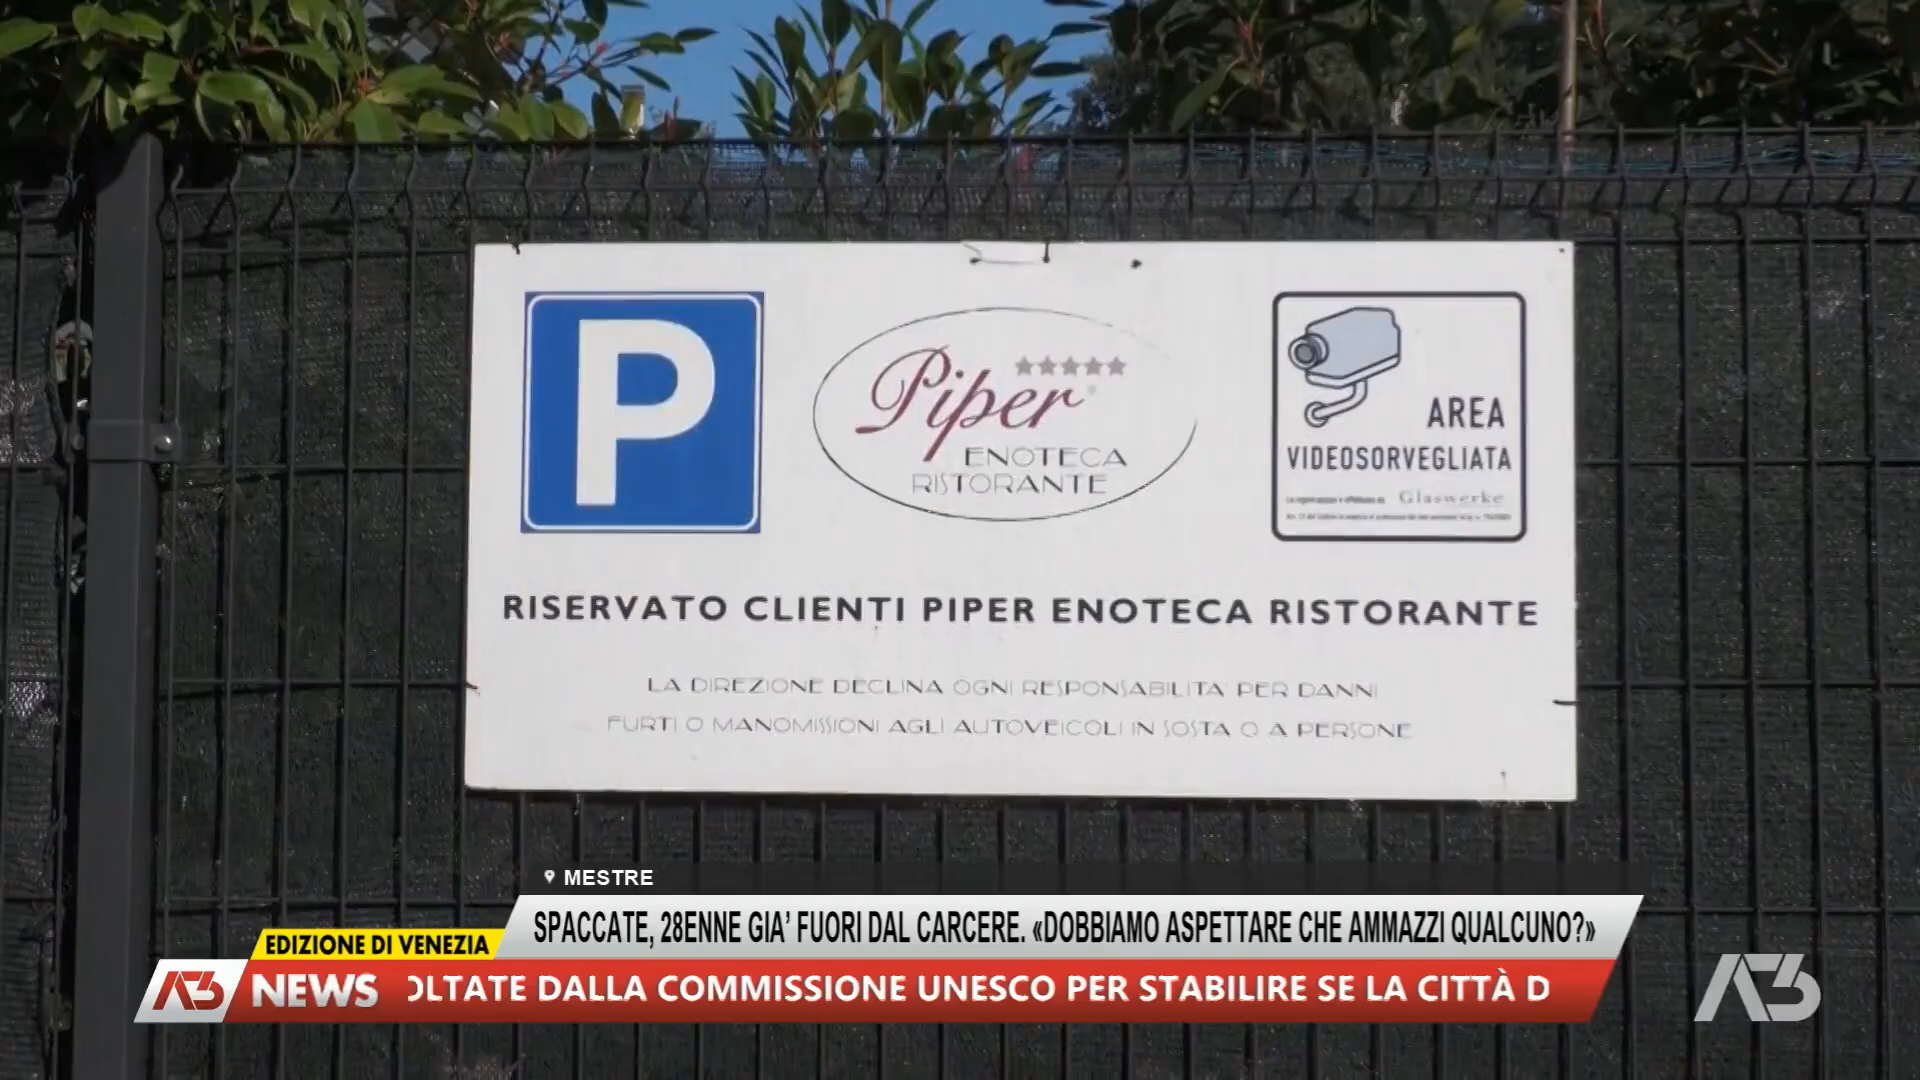 P
Piper
ENOTECA
RISTORANTE
AREA
VIDEOSORVEGLIATA
Glaswerke
RISERVATO CLIENTI PIPER ENOTECA RISTORANTE
LA DIREZIONE DECLINA OGNI RESPONSABILITA' PER DANNI
FURTI O MANOMISSIONI AGLI AUTOVEICOLI IN SOSTA O A PERSONE
MESTRE
SPACCATE, 28ENNE GIA' FUORI DAL CARCERE. «DOBBIAMO ASPETTARE CHE AMMAZZI QUALCUNO?»
EDIZIONE DI VENEZIA
A3 NEWS OLTATE DALLA COMMISSIONE UNESCO PER STABILIRE SE LA CITTÀ D
A3